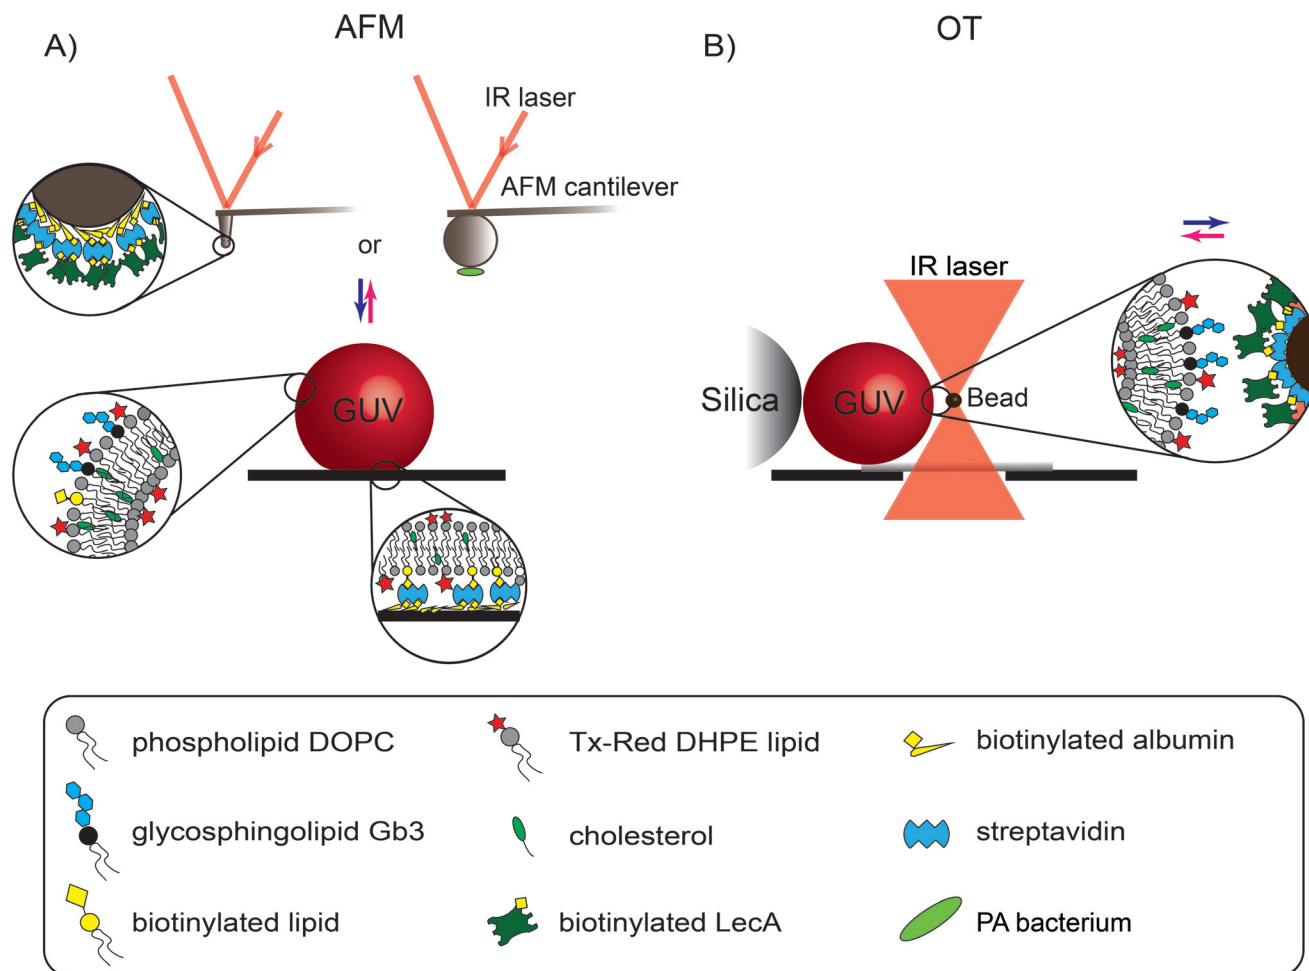 A)
AFM
B)
OT
IR laser
AFM cantilever
or
GUV
IR laser
Silica
GUV
Bead
phospholipid DOPC
Tx-Red DHPE lipid
biotinylated albumin
glycosphingolipid Gb3
cholesterol
streptavidin
biotinylated lipid
biotinylated LecA
PA bacterium